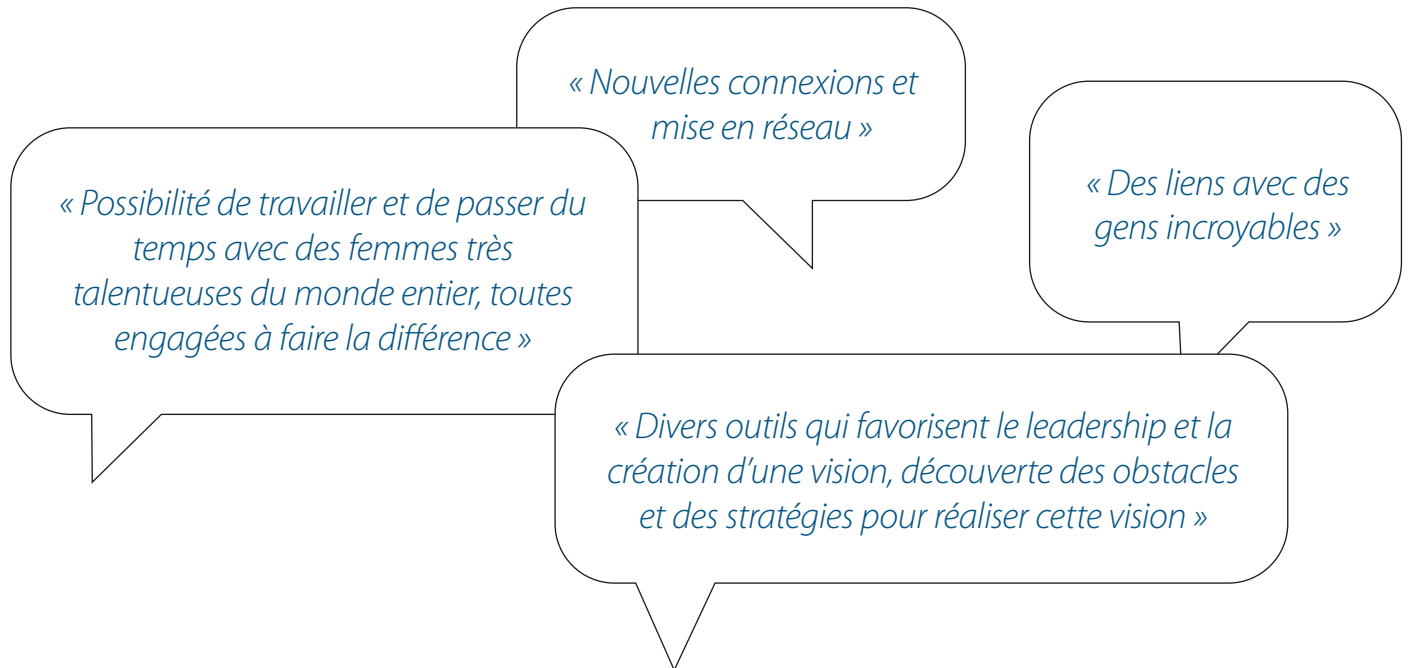 « Nouvelles connexions et
mise en réseau »
« Possibilité de travailler et de passer du
temps avec des femmes très
talentueuses du monde entier, toutes
engagées à faire la différence »
« Des liens avec des
gens incroyables »
« Divers outils qui favorisent le leadership et la
création d’une vision, découverte des obstacles
et des stratégies pour réaliser cette vision »